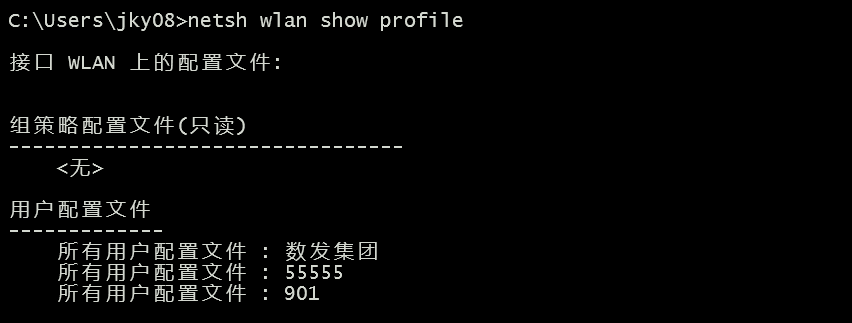 C:\Users\jky08>netsh wlan show profile
接口 WLAN 上的配置文件:
组策略配置文件(只读)
---------------------------------
<无>
用户配置文件
-------------
所有用户配置文件 : 数发集团
所有用户配置文件 : 55555
所有用户配置文件 : 901